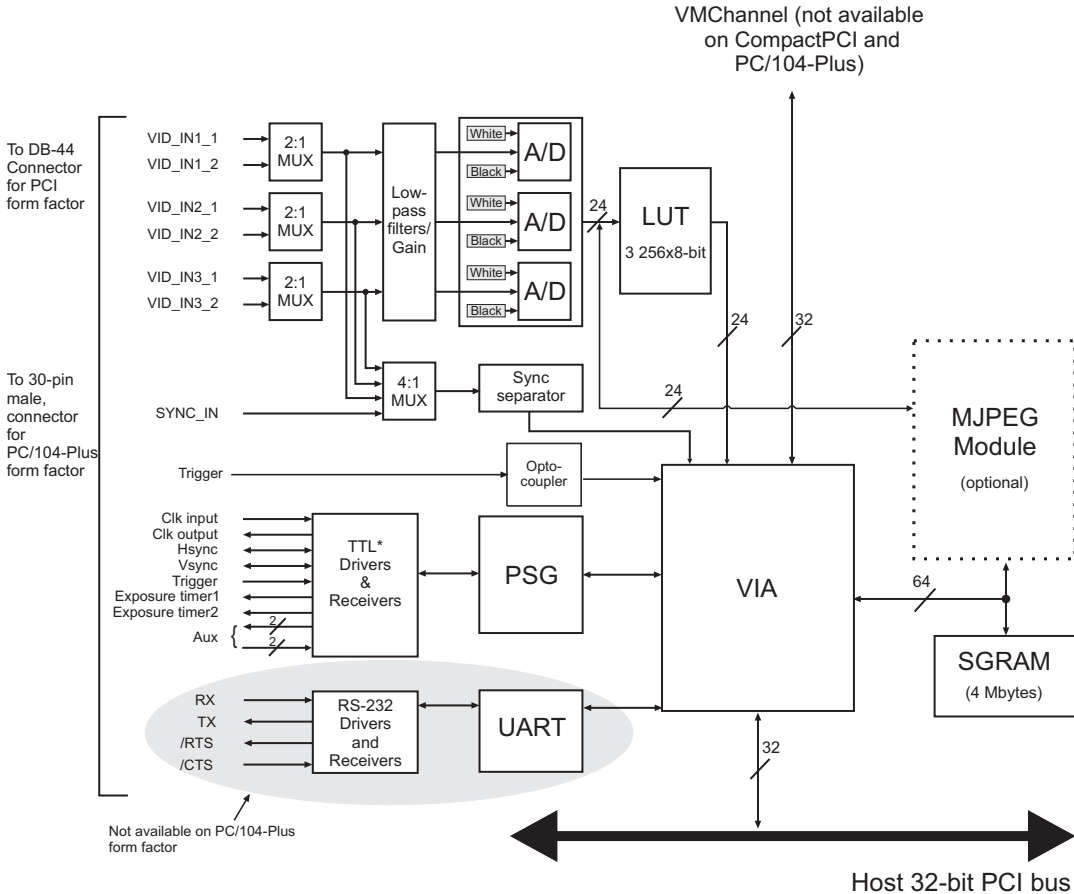 VMChannel (not available
on CompactPCI and
PC/104-Plus)
To DB-44
Connector
for PCI
form factor
VID_IN1_1
VID_IN1_2
VID_IN2_1
VID_IN2_2
VID_IN3_1
VID_IN3_2
2:1
MUX
2:1
MUX
2:1
MUX
Low-
pass
filters/
Gain
White
A/D
Black
White
A/D
Black
White
A/D
Black
24
LUT
3 256x8-bit
24
32
To 30-pin
male,
connector
for
PC/104-Plus
form factor
SYNC_IN
4:1
MUX
Sync
separator
24
MJPEG
Module
(optional)
Trigger
Opto-
coupler
Clk input
Clk output
Hsync
Vsync
Trigger
Exposure timer1
Exposure timer2
Aux {
2
2
TTL*
Drivers
&
Receivers
PSG
VIA
64
SGRAM
(4 Mbytes)
RX
TX
/RTS
/CTS
RS-232
Drivers
and
Receivers
UART
32
Not available on PC/104-Plus
form factor
Host 32-bit PCI bus